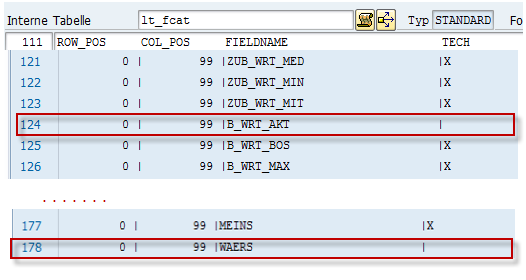 Interne Tabelle lt_fcat Typ STANDARD Fo
111 ROW_POS COL_POS FIELDNAME TECH
121 0 | 99 |ZUB_WRT_MED |X
122 0 | 99 |ZUB_WRT_MIN |X
123 0 | 99 |ZUB_WRT_MIT |X
124 0 | 99 |B_WRT_AKT |
125 0 | 99 |B_WRT_BOS |X
126 0 | 99 |B_WRT_MAX |X
.......
177 0 | 99 |MEINS |X
178 0 | 99 |WAERS |